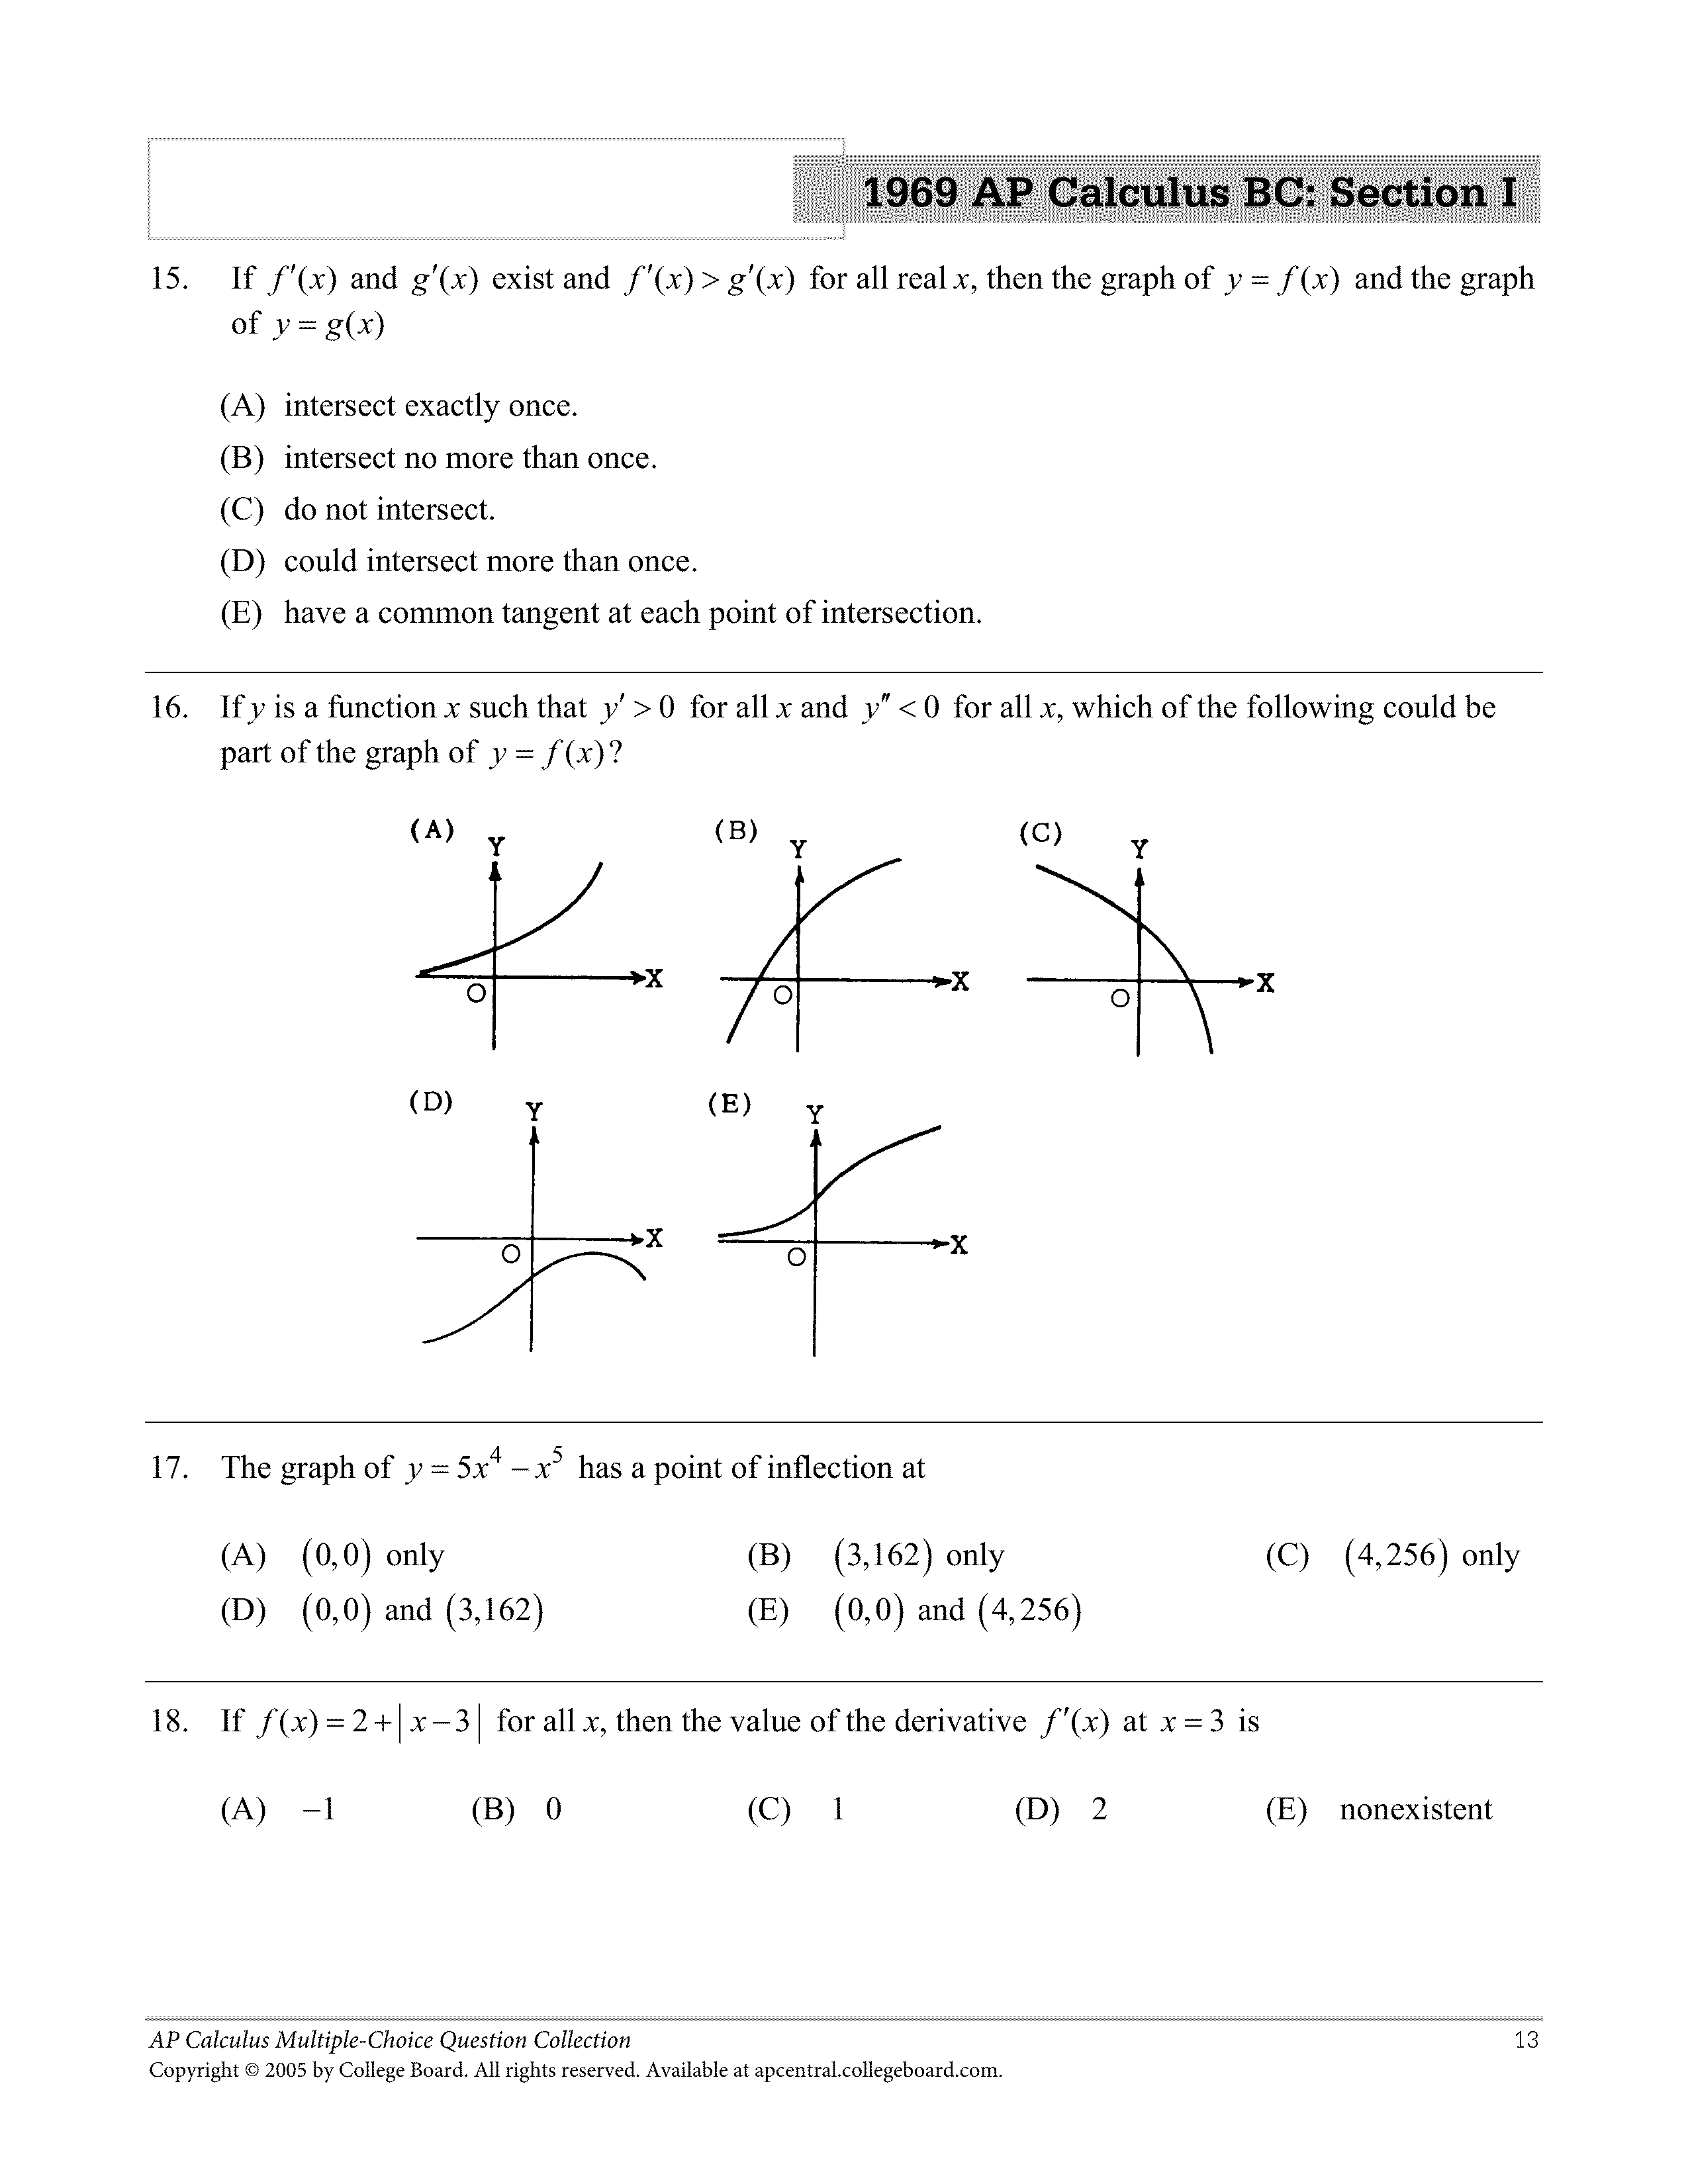 1969 AP Calculus BC: Section I
15. If f′(x) and g′(x) exist and f′(x) > g′(x) for all real x, then the graph of y = f(x) and the graph
of y = g(x)
(A) intersect exactly once.
(B) intersect no more than once.
(C) do not intersect.
(D) could intersect more than once.
(E) have a common tangent at each point of intersection.
16. If y is a function x such that y′ > 0 for all x and y″ < 0 for all x, which of the following could be
part of the graph of y = f(x)?
(A) Y X O
(B) Y X O
(C) Y X O
(D) Y X O
(E) Y X O
17. The graph of y = 5x⁴ − x⁵ has a point of inflection at
(A) (0,0) only (B) (3,162) only (C) (4,256) only
(D) (0,0) and (3,162) (E) (0,0) and (4,256)
18. If f(x) = 2 + |x − 3| for all x, then the value of the derivative f′(x) at x = 3 is
(A) −1 (B) 0 (C) 1 (D) 2 (E) nonexistent
AP Calculus Multiple-Choice Question Collection 13
Copyright © 2005 by College Board. All rights reserved. Available at apcentral.collegeboard.com.